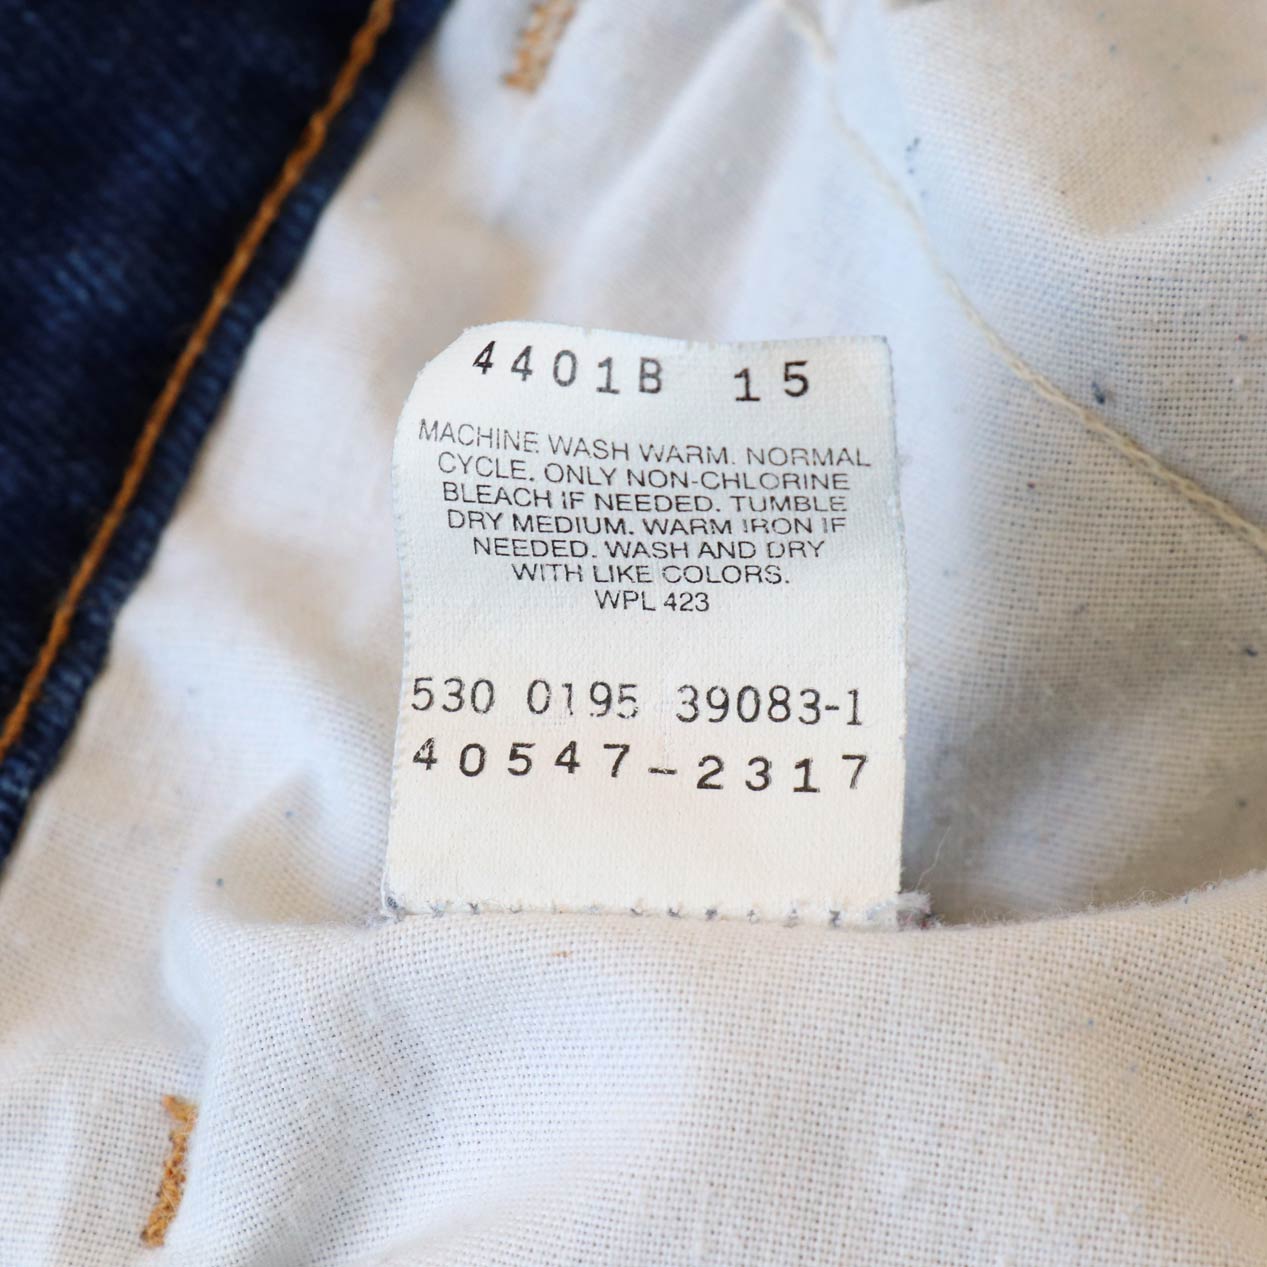 4401B 15
MACHINE WASH WARM. NORMAL
CYCLE. ONLY NON-CHLORINE
BLEACH IF NEEDED. TUMBLE
DRY MEDIUM. WARM IRON IF
NEEDED. WASH AND DRY
WITH LIKE COLORS.
WPL 423
530 0195 39083-1
40547-2317